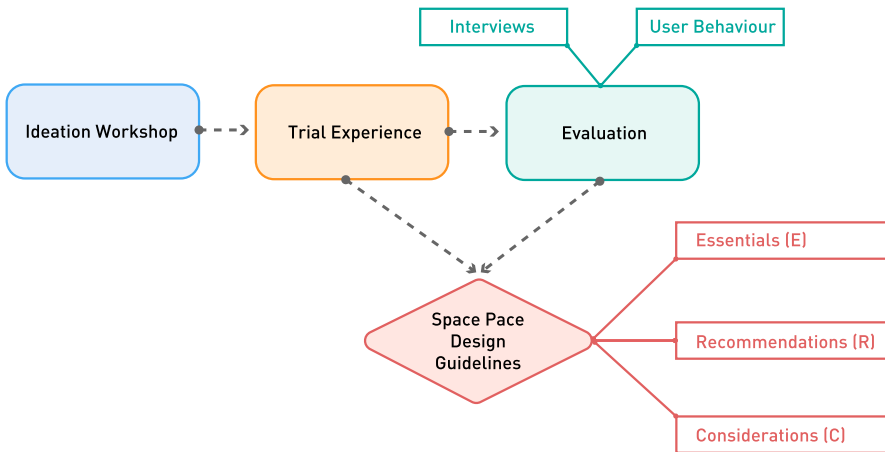 Interviews
User Behaviour
Ideation Workshop
Trial Experience
Evaluation
Essentials (E)
Space Pace
Design
Guidelines
Recommendations (R)
Considerations (C)